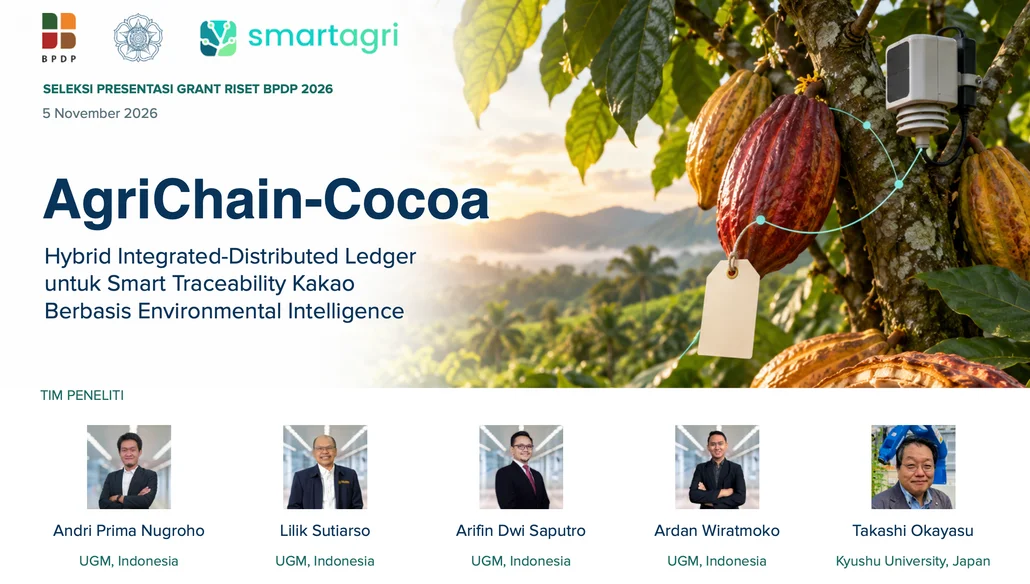 BPDP
smartagri
SELEKSI PRESENTASI GRANT RISET BPDP 2026
5 November 2026
AgriChain-Cocoa
Hybrid Integrated-Distributed Ledger
untuk Smart Traceability Kakao
Berbasis Environmental Intelligence
TIM PENELITI
Andri Prima Nugroho
UGM, Indonesia
Lilik Sutiarso
UGM, Indonesia
Arifin Dwi Saputro
UGM, Indonesia
Ardan Wiratmoko
UGM, Indonesia
Takashi Okayasu
Kyushu University, Japan